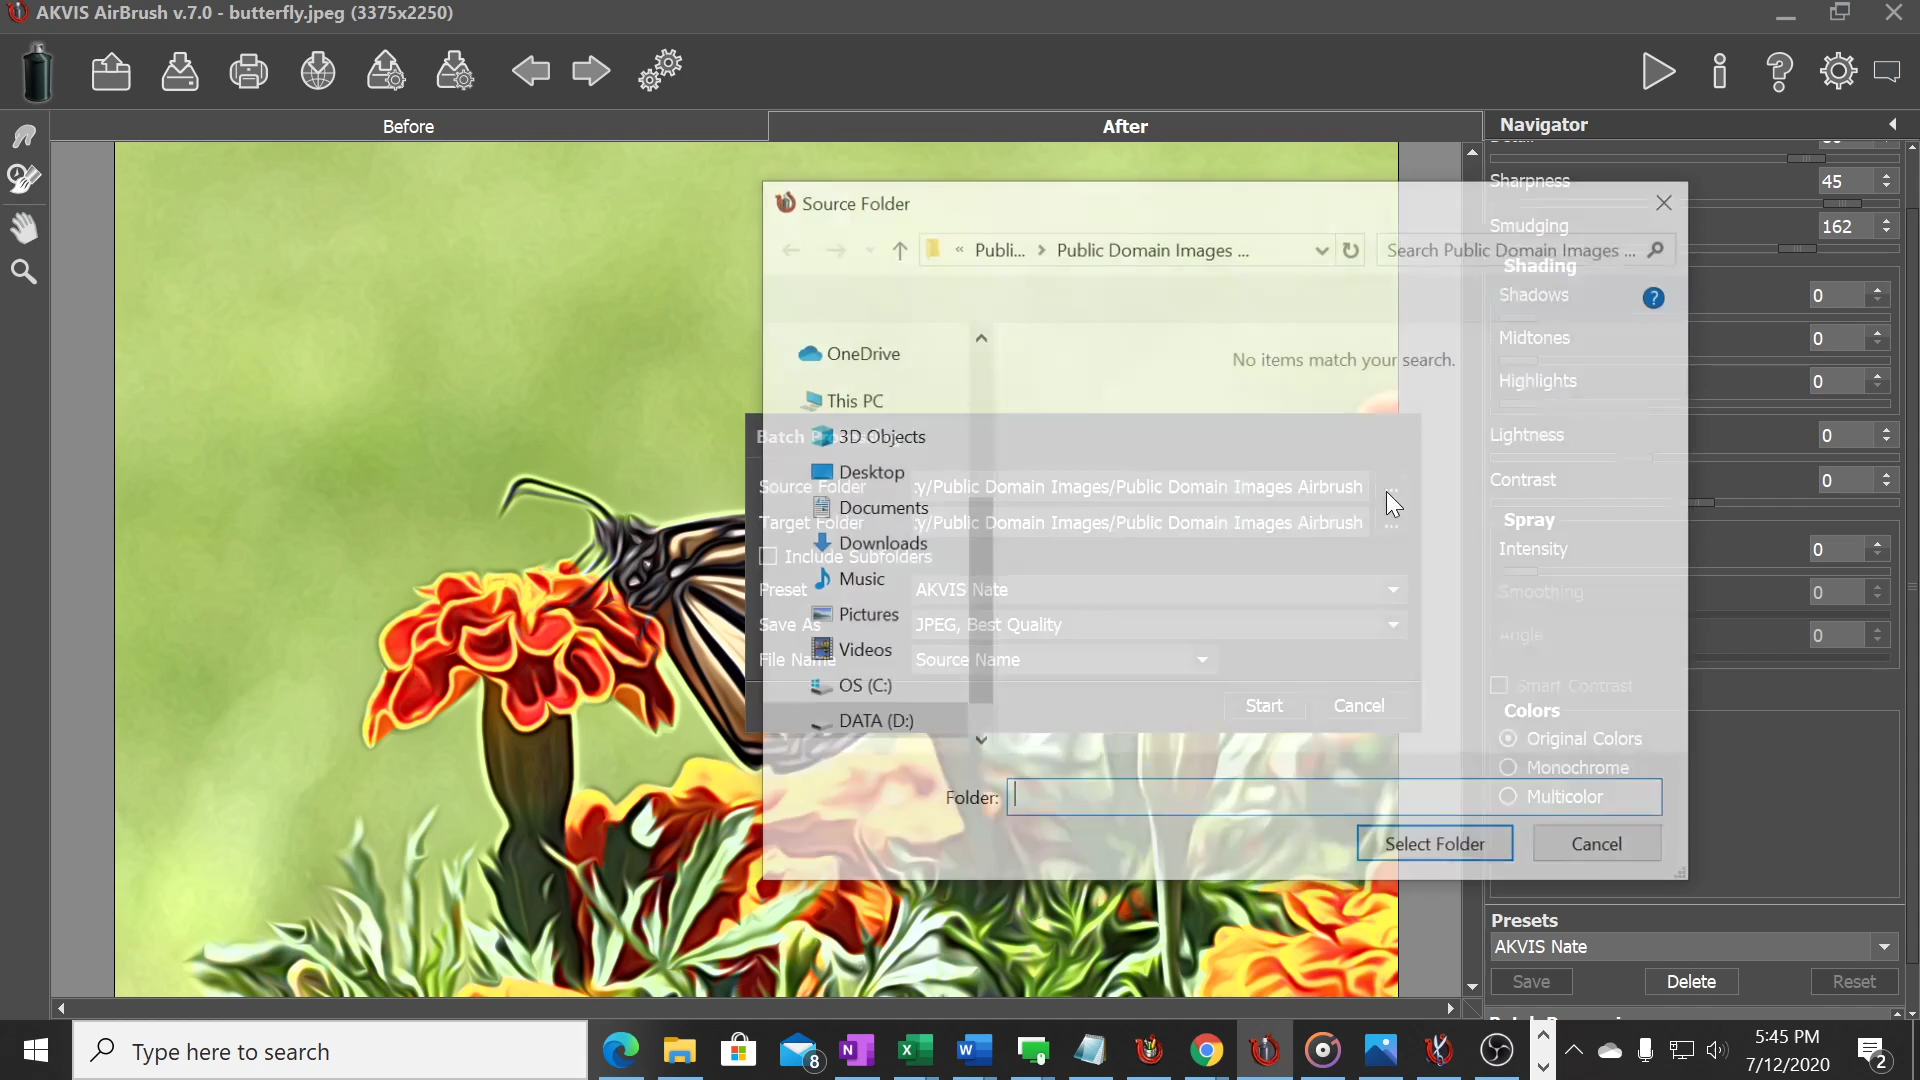 AKVIS AirBrush v.7.0 - butterfly.jpeg (3375x2250)
Before
After
Navigator
Sharpness 45
Smudging 162
Shading
Shadows 0
Midtones 0
Highlights 0
Lightness 0
Contrast 0
Spray
Intensity 0
Smoothing 0
Angle 0
Smart Contrast
Colors
Original Colors
Monochrome
Multicolor
Presets
AKVIS Nate
Save Delete Reset
Source Folder
« Publi... > Public Domain Images ...
Search Public Domain Images ...
OneDrive
This PC
3D Objects
Desktop
Documents
Downloads
Music
Pictures
Videos
OS (C:)
DATA (D:)
No items match your search.
Folder:
Select Folder Cancel
Batch
Source Folder :y/Public Domain Images/Public Domain Images Airbrush ...
Target Folder :y/Public Domain Images/Public Domain Images Airbrush ...
Include Subfolders
Preset AKVIS Nate
Save As JPEG, Best Quality
File Name Source Name
Start Cancel
Type here to search
8
5:45 PM
7/12/2020
2